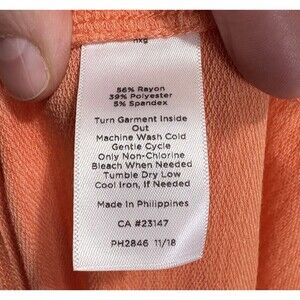 56% Rayon
39% Polyester
5% Spandex
Turn Garment Inside
Out
Machine Wash Cold
Gentle Cycle
Only Non-Chlorine
Bleach When Needed
Tumble Dry Low
Cool Iron, If Needed
Made in Philippines
CA #23147
PH2846 11/18